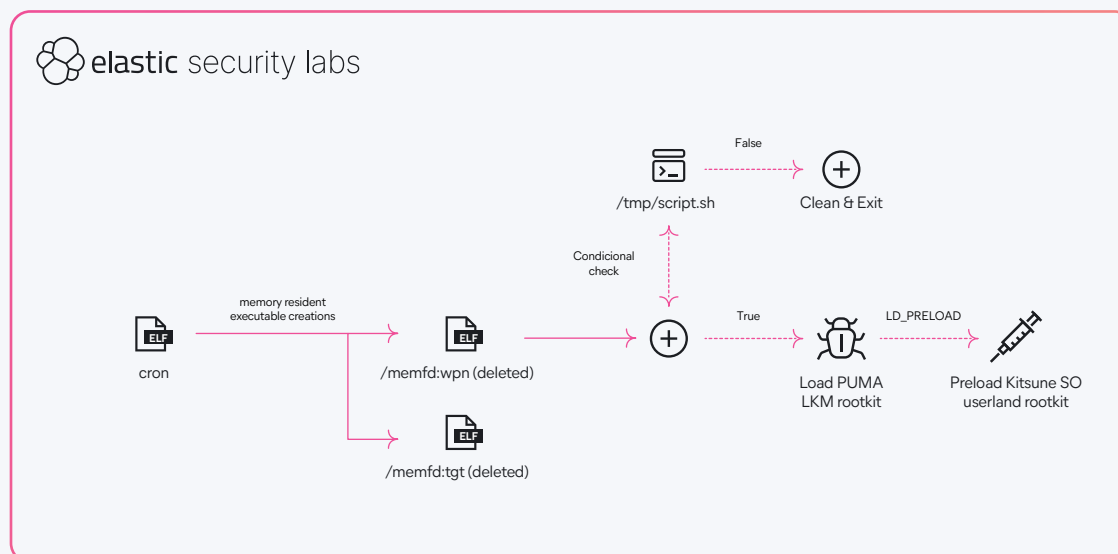 elastic security labs
False
/tmp/script.sh
Clean & Exit
Condicional
check
memory resident
executable creations
ELF
cron
ELF
/memfd:wpn (deleted)
True
LD_PRELOAD
Load PUMA
LKM rootkit
Preload Kitsune SO
userland rootkit
ELF
/memfd:tgt (deleted)